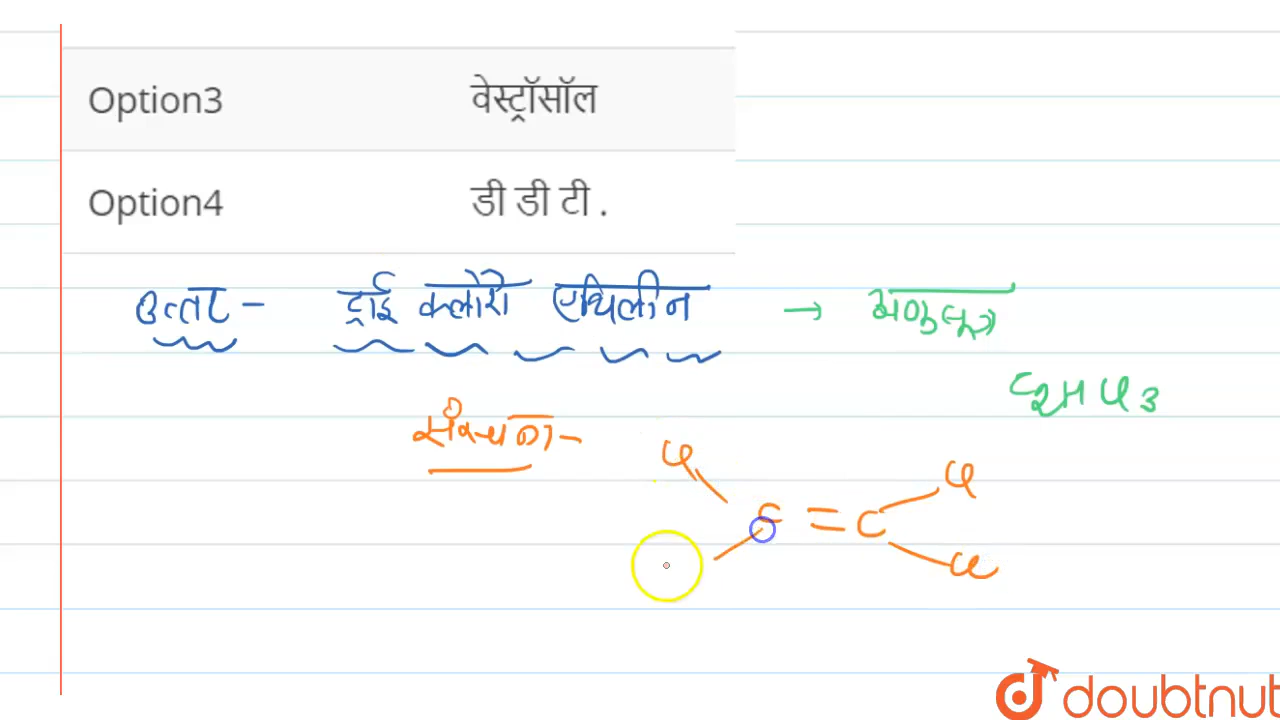 Option3 वेस्ट्रॉसॉल
Option4 डी डी टी .
उत्तर - ट्राई क्लोरो एथिलीन → अणुसूत्र
C2HCl3
संरचना -
Cl Cl
C = C
Cl
doubtnut